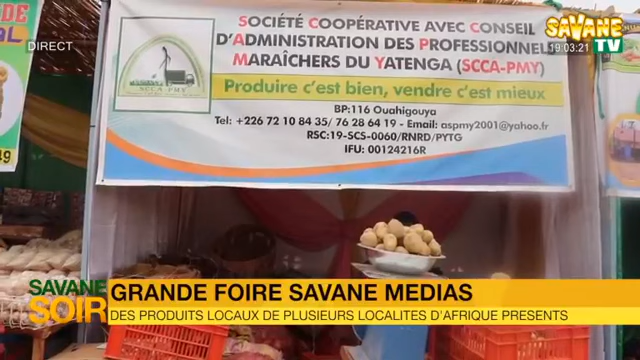 DIRECT
SAVANE
19:03:21 TV
SOCIÉTÉ COOPÉRATIVE AVEC CONSEIL
D'ADMINISTRATION DES PROFESSIONNEL
MARAÎCHERS DU YATENGA (SCCA-PMY)
SCCA-PMY
Produire c'est bien, vendre c'est mieux
BP:116 Ouahigouya
Tel: +226 72 10 84 35/ 76 28 64 19 - Email: aspmy2001@yahoo.fr
RSC:19-SCS-0060/RNRD/PYTG
IFU: 00124216R
49
SAVANE
SOIR
GRANDE FOIRE SAVANE MEDIAS
DES PRODUITS LOCAUX DE PLUSIEURS LOCALITES D'AFRIQUE PRESENTS